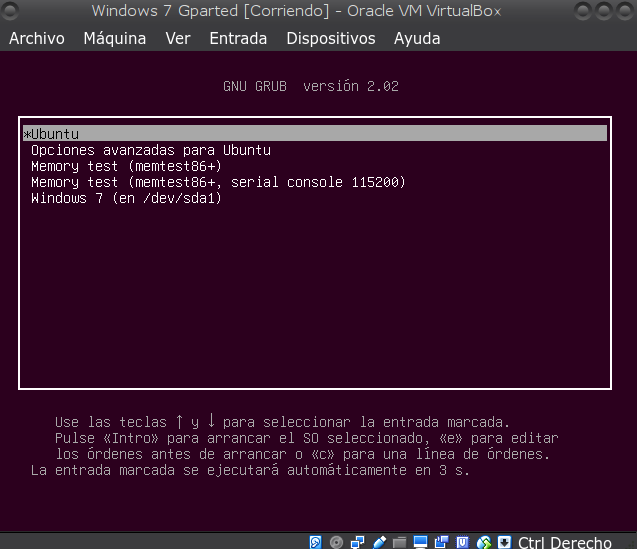 Windows 7 Gparted [Corriendo] - Oracle VM VirtualBox
Archivo Máquina Ver Entrada Dispositivos Ayuda
GNU GRUB versión 2.02
*Ubuntu
Opciones avanzadas para Ubuntu
Memory test (memtest86+)
Memory test (memtest86+, serial console 115200)
Windows 7 (en /dev/sda1)
Use las teclas ↑ y ↓ para seleccionar la entrada marcada.
Pulse «Intro» para arrancar el SO seleccionado, «e» para editar
los órdenes antes de arrancar o «c» para una línea de órdenes.
La entrada marcada se ejecutará automáticamente en 3 s.
Ctrl Derecho